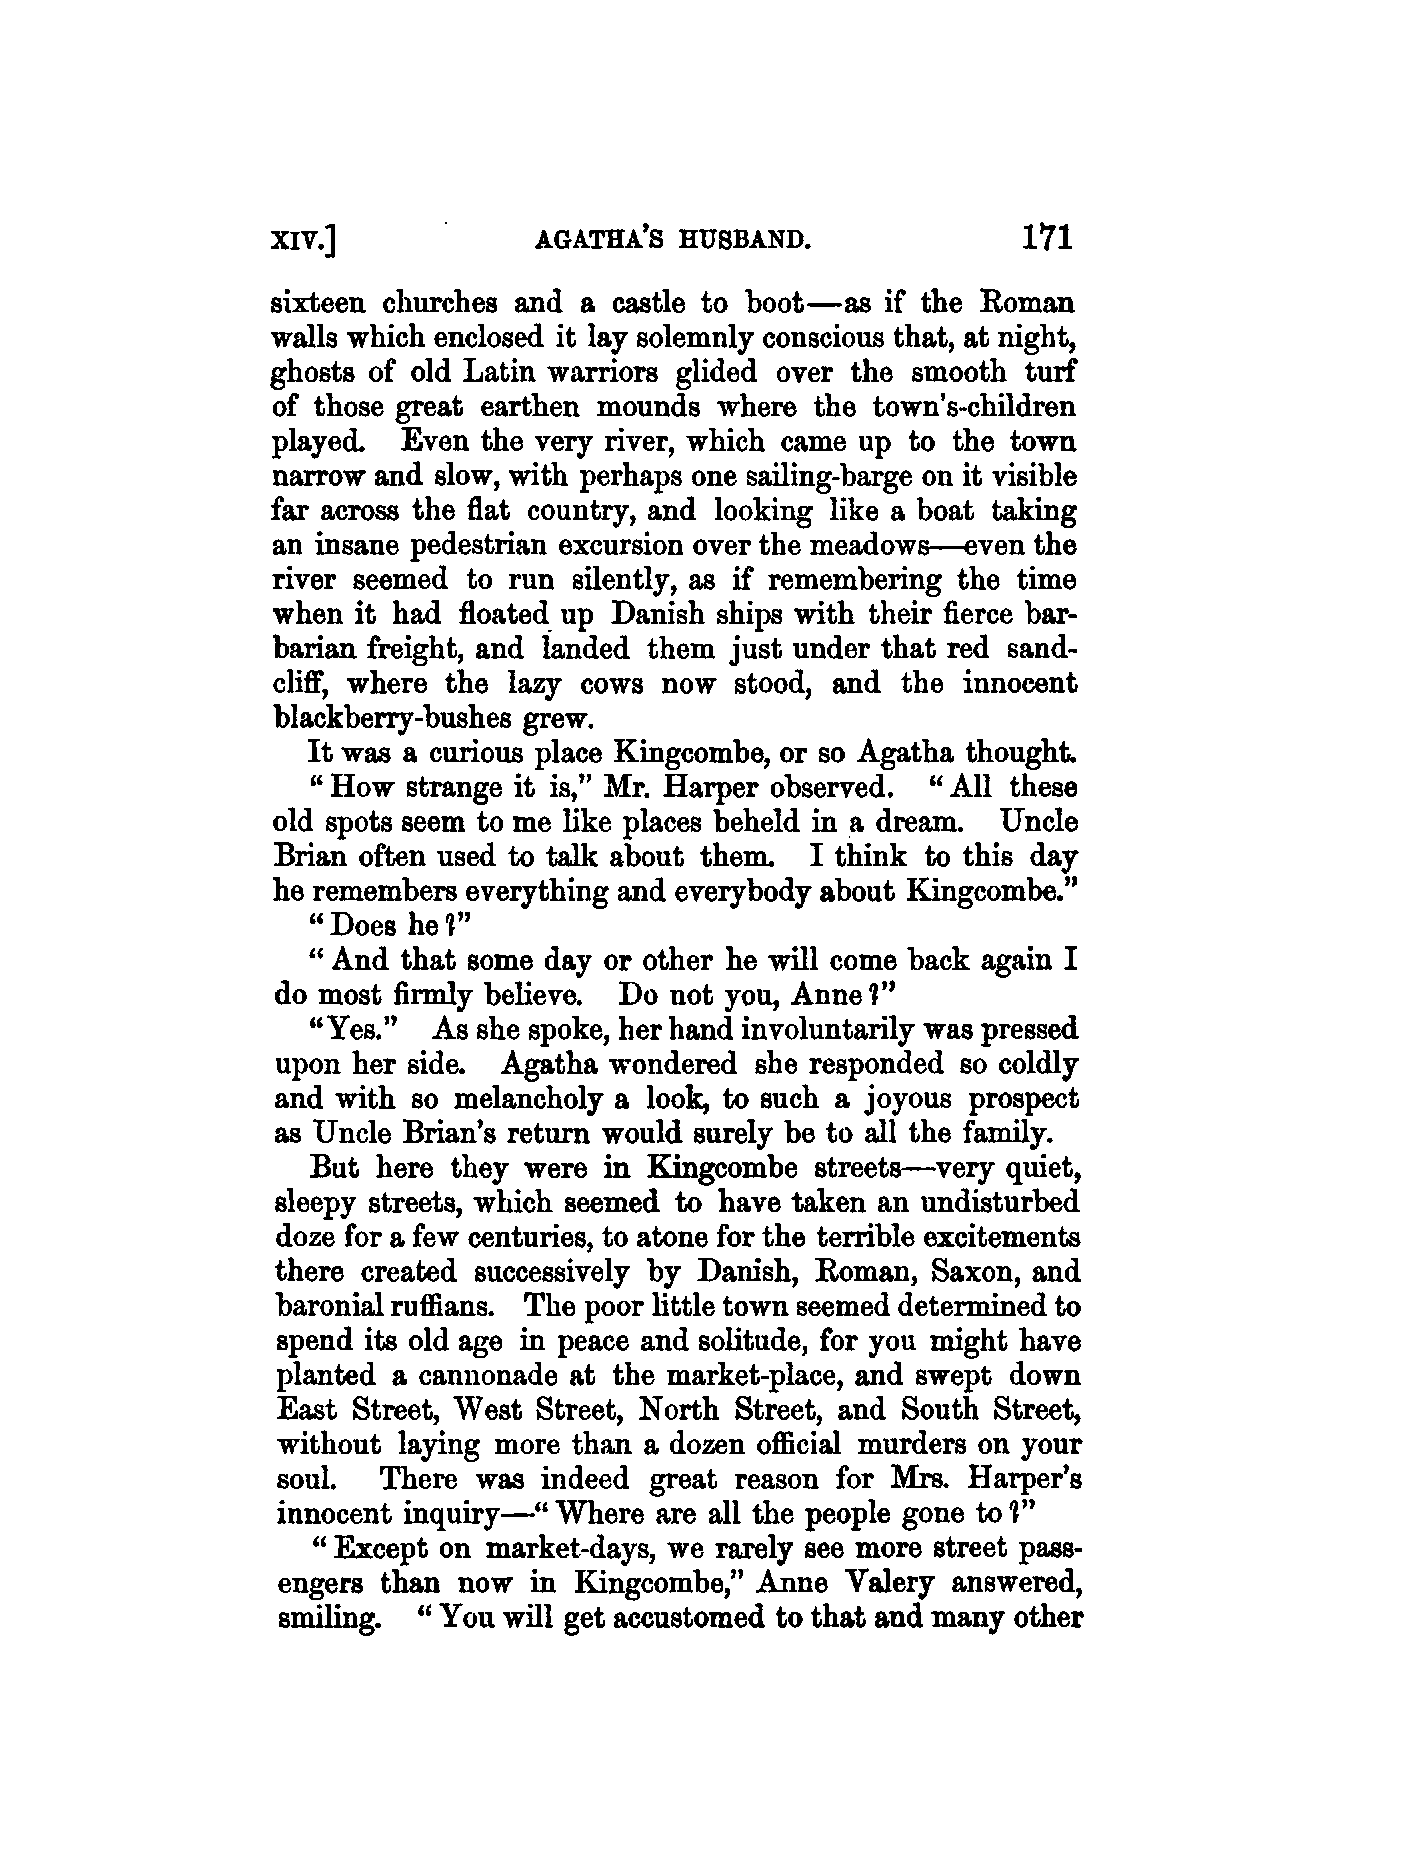 XIV.] AGATHA'S HUSBAND. 171
sixteen churches and a castle to boot—as if the Roman
walls which enclosed it lay solemnly conscious that, at night,
ghosts of old Latin warriors glided over the smooth turf
of those great earthen mounds where the town's-children
played. Even the very river, which came up to the town
narrow and slow, with perhaps one sailing-barge on it visible
far across the flat country, and looking like a boat taking
an insane pedestrian excursion over the meadows—even the
river seemed to run silently, as if remembering the time
when it had floated up Danish ships with their fierce bar-
barian freight, and landed them just under that red sand-
cliff, where the lazy cows now stood, and the innocent
blackberry-bushes grew.
It was a curious place Kingcombe, or so Agatha thought.
"How strange it is," Mr. Harper observed. "All these
old spots seem to me like places beheld in a dream. Uncle
Brian often used to talk about them. I think to this day
he remembers everything and everybody about Kingcombe."
"Does he?"
"And that some day or other he will come back again I
do most firmly believe. Do not you, Anne?"
"Yes." As she spoke, her hand involuntarily was pressed
upon her side. Agatha wondered she responded so coldly
and with so melancholy a look, to such a joyous prospect
as Uncle Brian's return would surely be to all the family.
But here they were in Kingcombe streets—very quiet,
sleepy streets, which seemed to have taken an undisturbed
doze for a few centuries, to atone for the terrible excitements
there created successively by Danish, Roman, Saxon, and
baronial ruffians. The poor little town seemed determined to
spend its old age in peace and solitude, for you might have
planted a cannonade at the market-place, and swept down
East Street, West Street, North Street, and South Street,
without laying more than a dozen official murders on your
soul. There was indeed great reason for Mrs. Harper's
innocent inquiry—"Where are all the people gone to?"
"Except on market-days, we rarely see more street pass-
engers than now in Kingcombe," Anne Valery answered,
smiling. "You will get accustomed to that and many other